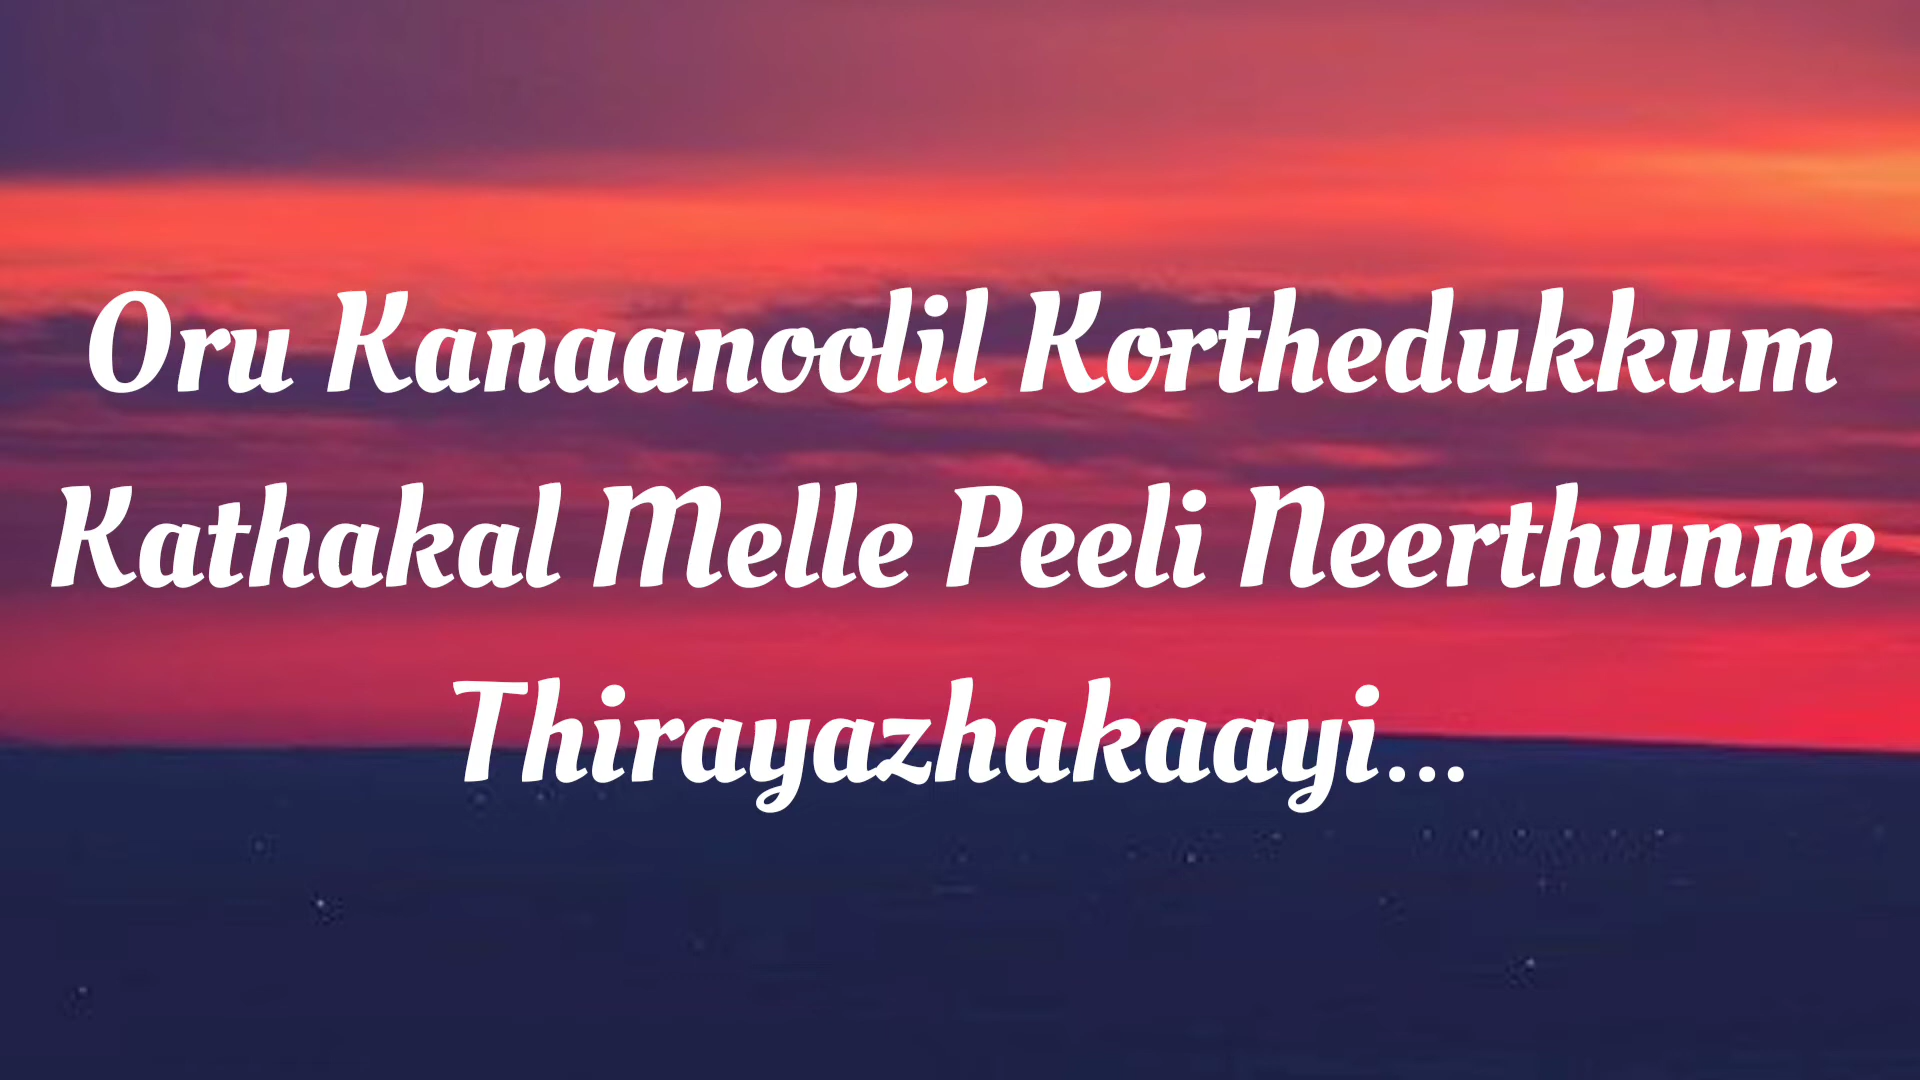 Oru Kanaanoolil Korthedukkum
Kathakal Melle Peeli Neerthunne
Thirayazhakaayi...